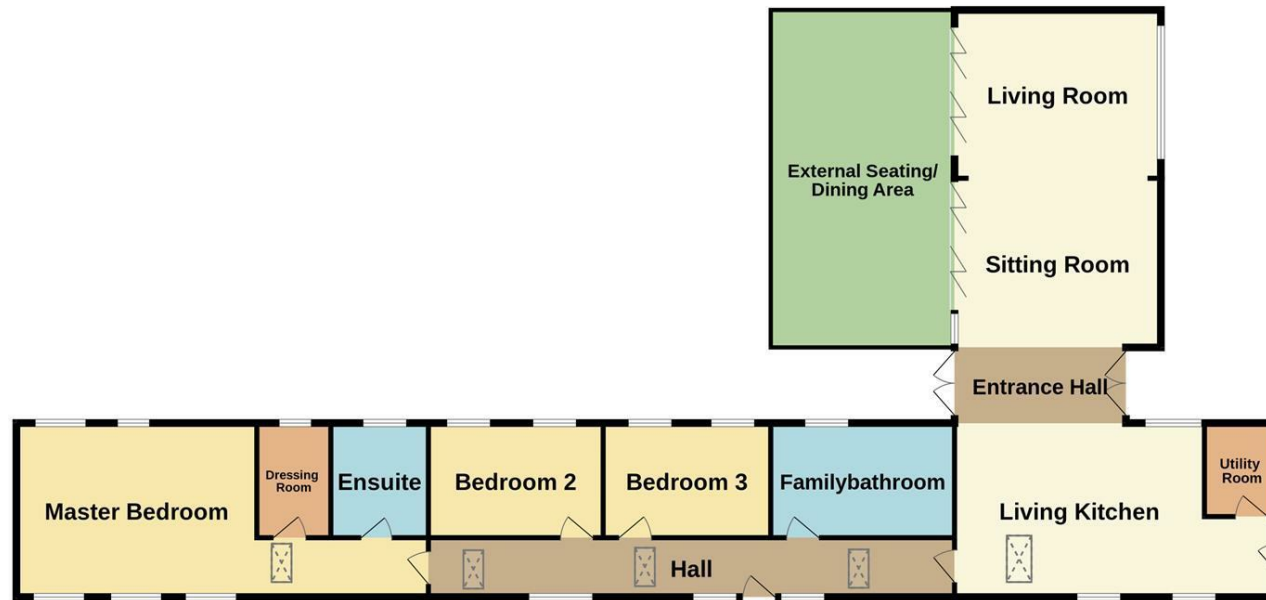 Living Room
External Seating/
Dining Area
Sitting Room
Entrance Hall
Master Bedroom
Dressing
Room
Ensuite
Bedroom 2
Bedroom 3
Familybathroom
Living Kitchen
Utility
Room
Hall